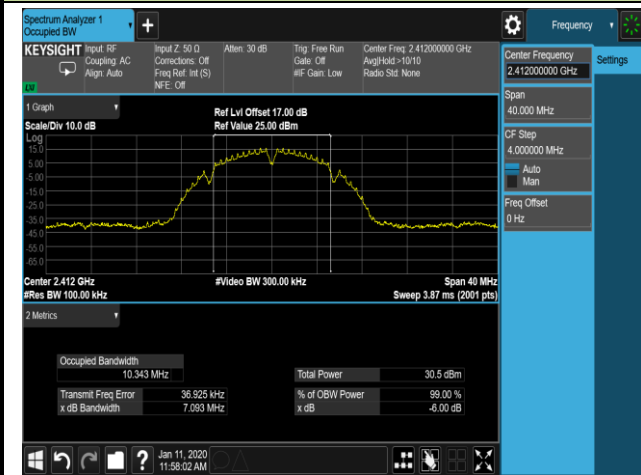 Spectrum Analyzer 1
Occupied BW
Frequency
KEYSIGHT
Input: RF
Coupling: AC
Align: Auto
Input Z: 50 Ω
Corrections: Off
Freq Ref: Int (S)
NFE: Off
Atten: 30 dB
Trig: Free Run
Gate: Off
#IF Gain: Low
Center Freq: 2.412000000 GHz
Avg|Hold:>10/10
Radio Std: None
Center Frequency
2.412000000 GHz
Settings
Span
40.000 MHz
CF Step
4.000000 MHz
Auto
Man
Freq Offset
0 Hz
1 Graph
Scale/Div 10.0 dB
Ref Lvl Offset 17.00 dB
Ref Value 25.00 dBm
Log
15.0
5.00
-5.00
-15.0
-25.0
-35.0
-45.0
-55.0
-65.0
Center 2.412 GHz
#Video BW 300.00 kHz
Span 40 MHz
#Res BW 100.00 kHz
Sweep 3.87 ms (2001 pts)
2 Metrics
Occupied Bandwidth
10.343 MHz
Total Power 30.5 dBm
Transmit Freq Error 36.925 kHz
% of OBW Power 99.00 %
x dB Bandwidth 7.093 MHz
x dB -6.00 dB
?
Jan 11, 2020
11:58:02 AM